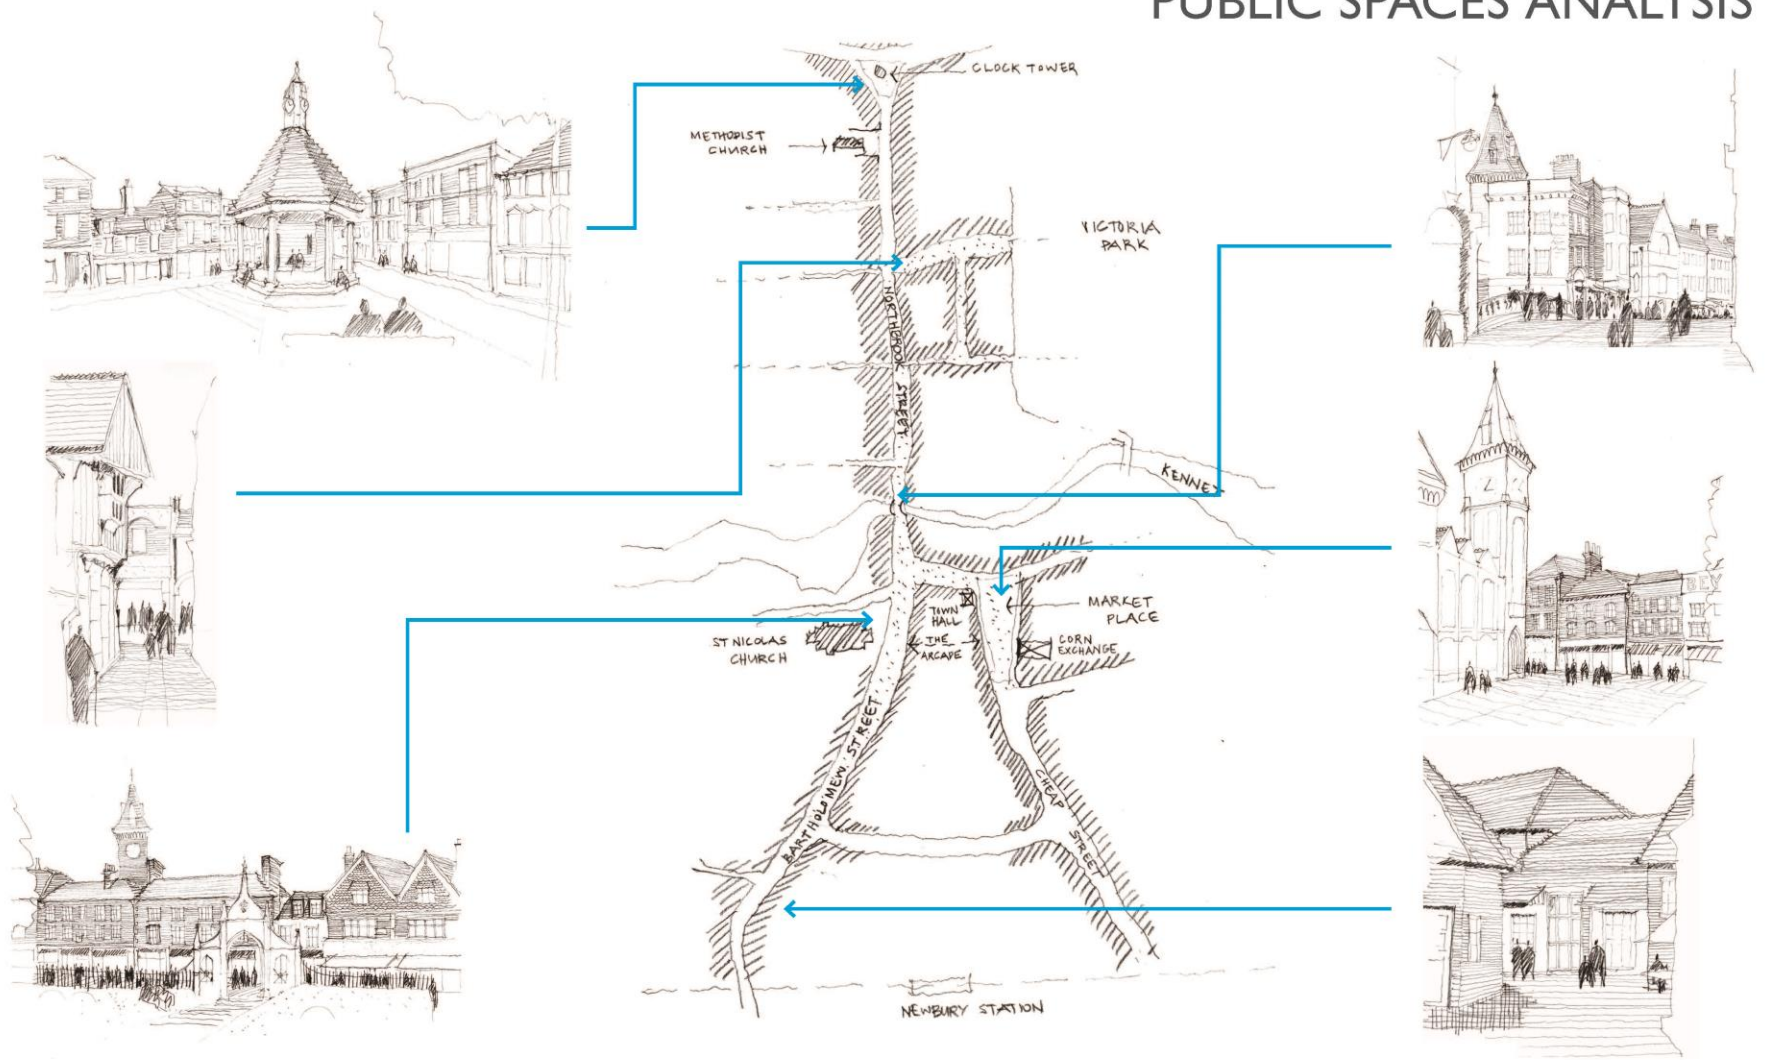 PUBLIC SPACES ANALYSIS
CLOCK TOWER
METHODIST
CHURCH
VICTORIA
PARK
NORTHBROOK STREET
KENNET
TOWN
HALL
MARKET
PLACE
ST NICOLAS
CHURCH
THE
ARCADE
CORN
EXCHANGE
BARTHOLOMEW STREET
CHEAP STREET
NEWBURY STATION